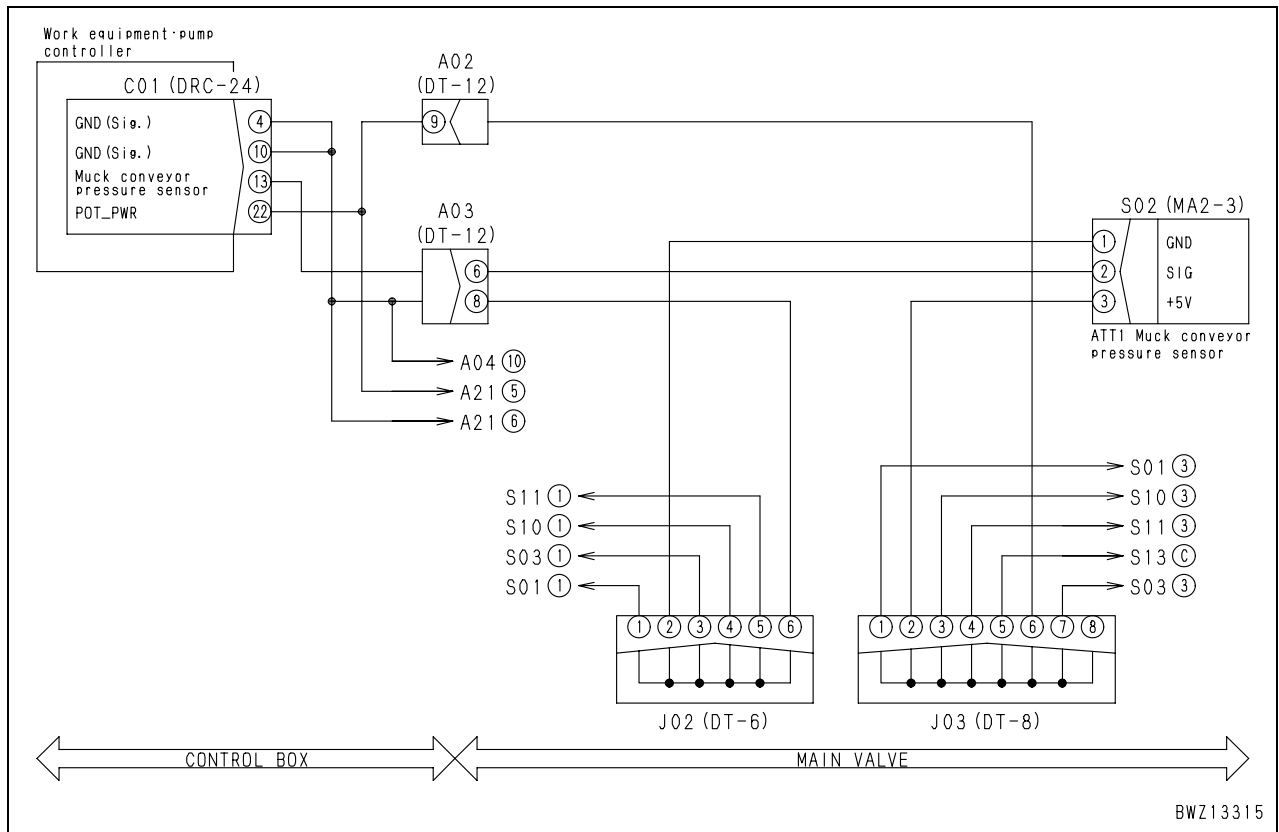 Work equipment·pump
controller
C01 (DRC-24)
GND (Sig.) 4
GND (Sig.) 10
Muck conveyor
pressure sensor 13
POT_PWR 22
A02
(DT-12)
9
A03
(DT-12)
6
8
S02 (MA2-3)
1 GND
2 SIG
3 +5V
ATT1 Muck conveyor
pressure sensor
A04 10
A21 5
A21 6
S11 1
S10 1
S03 1
S01 1
S01 3
S10 3
S11 3
S13 C
S03 3
1 2 3 4 5 6
J02 (DT-6)
1 2 3 4 5 6 7 8
J03 (DT-8)
CONTROL BOX
MAIN VALVE
BWZ13315